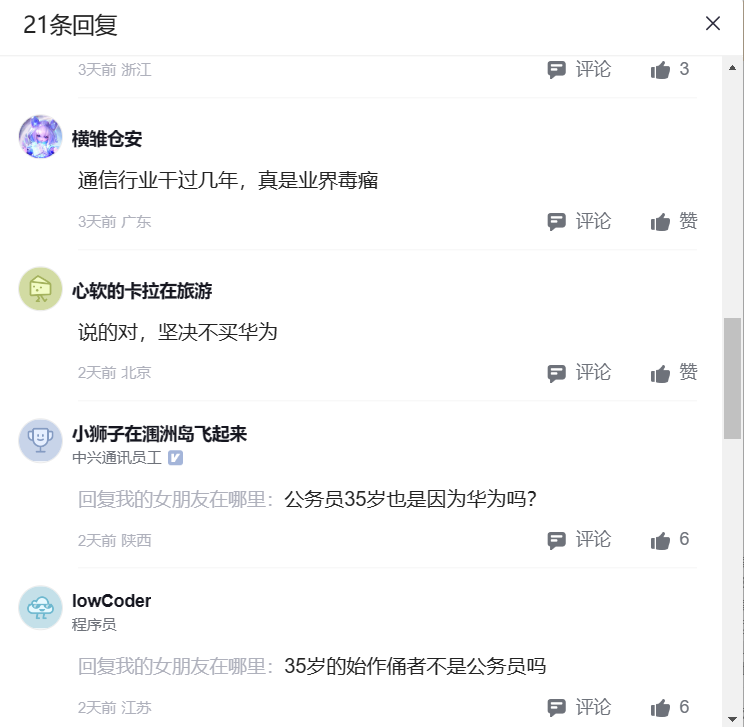 21条回复
3天前 浙江 评论 3
横雏仓安
通信行业干过几年，真是业界毒瘤
3天前 广东 评论 赞
心软的卡拉在旅游
说的对，坚决不买华为
2天前 北京 评论 赞
小狮子在涠洲岛飞起来
中兴通讯员工
回复我的女朋友在哪里：公务员35岁也是因为华为吗？
2天前 陕西 评论 6
lowCoder
程序员
回复我的女朋友在哪里：35岁的始作俑者不是公务员吗
2天前 江苏 评论 6